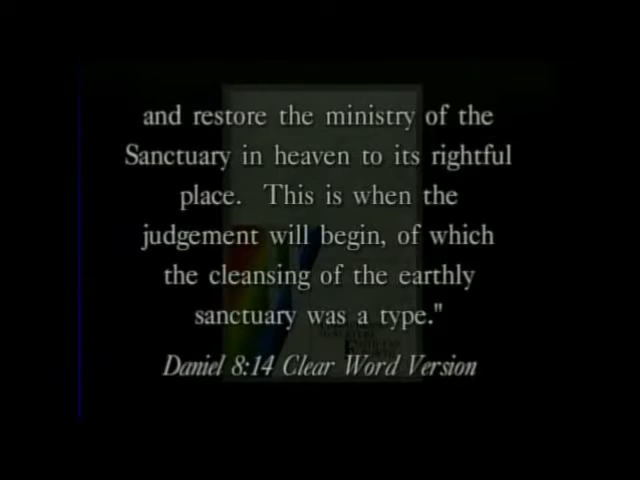 and restore the ministry of the
Sanctuary in heaven to its rightful
place. This is when the
judgement will begin, of which
the cleansing of the earthly
sanctuary was a type."
Daniel 8:14 Clear Word Version